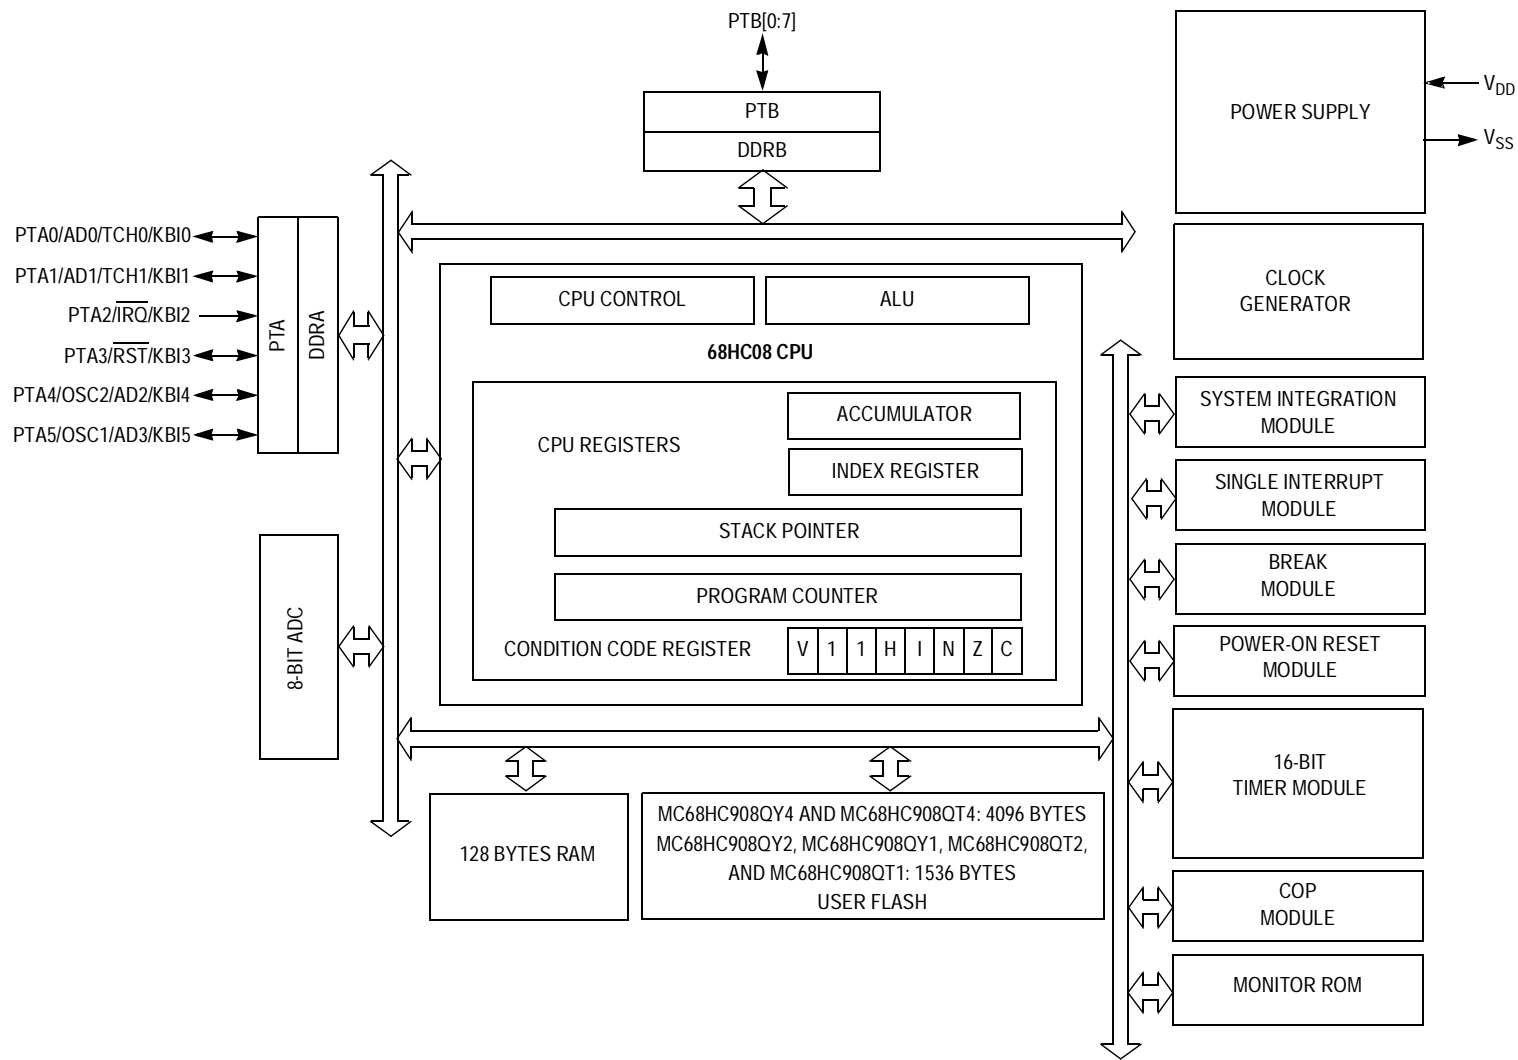 PTB[0:7]
PTB
DDRB
POWER SUPPLY
VDD
VSS
PTA0/AD0/TCH0/KBI0
PTA1/AD1/TCH1/KBI1
PTA2/I̅R̅Q̅/KBI2
PTA3/R̅S̅T̅/KBI3
PTA4/OSC2/AD2/KBI4
PTA5/OSC1/AD3/KBI5
PTA
DDRA
8-BIT ADC
CPU CONTROL
ALU
68HC08 CPU
CPU REGISTERS
ACCUMULATOR
INDEX REGISTER
STACK POINTER
PROGRAM COUNTER
CONDITION CODE REGISTER
V 1 1 H I N Z C
128 BYTES RAM
MC68HC908QY4 AND MC68HC908QT4: 4096 BYTES
MC68HC908QY2, MC68HC908QY1, MC68HC908QT2,
AND MC68HC908QT1: 1536 BYTES
USER FLASH
CLOCK
GENERATOR
SYSTEM INTEGRATION
MODULE
SINGLE INTERRUPT
MODULE
BREAK
MODULE
POWER-ON RESET
MODULE
16-BIT
TIMER MODULE
COP
MODULE
MONITOR ROM